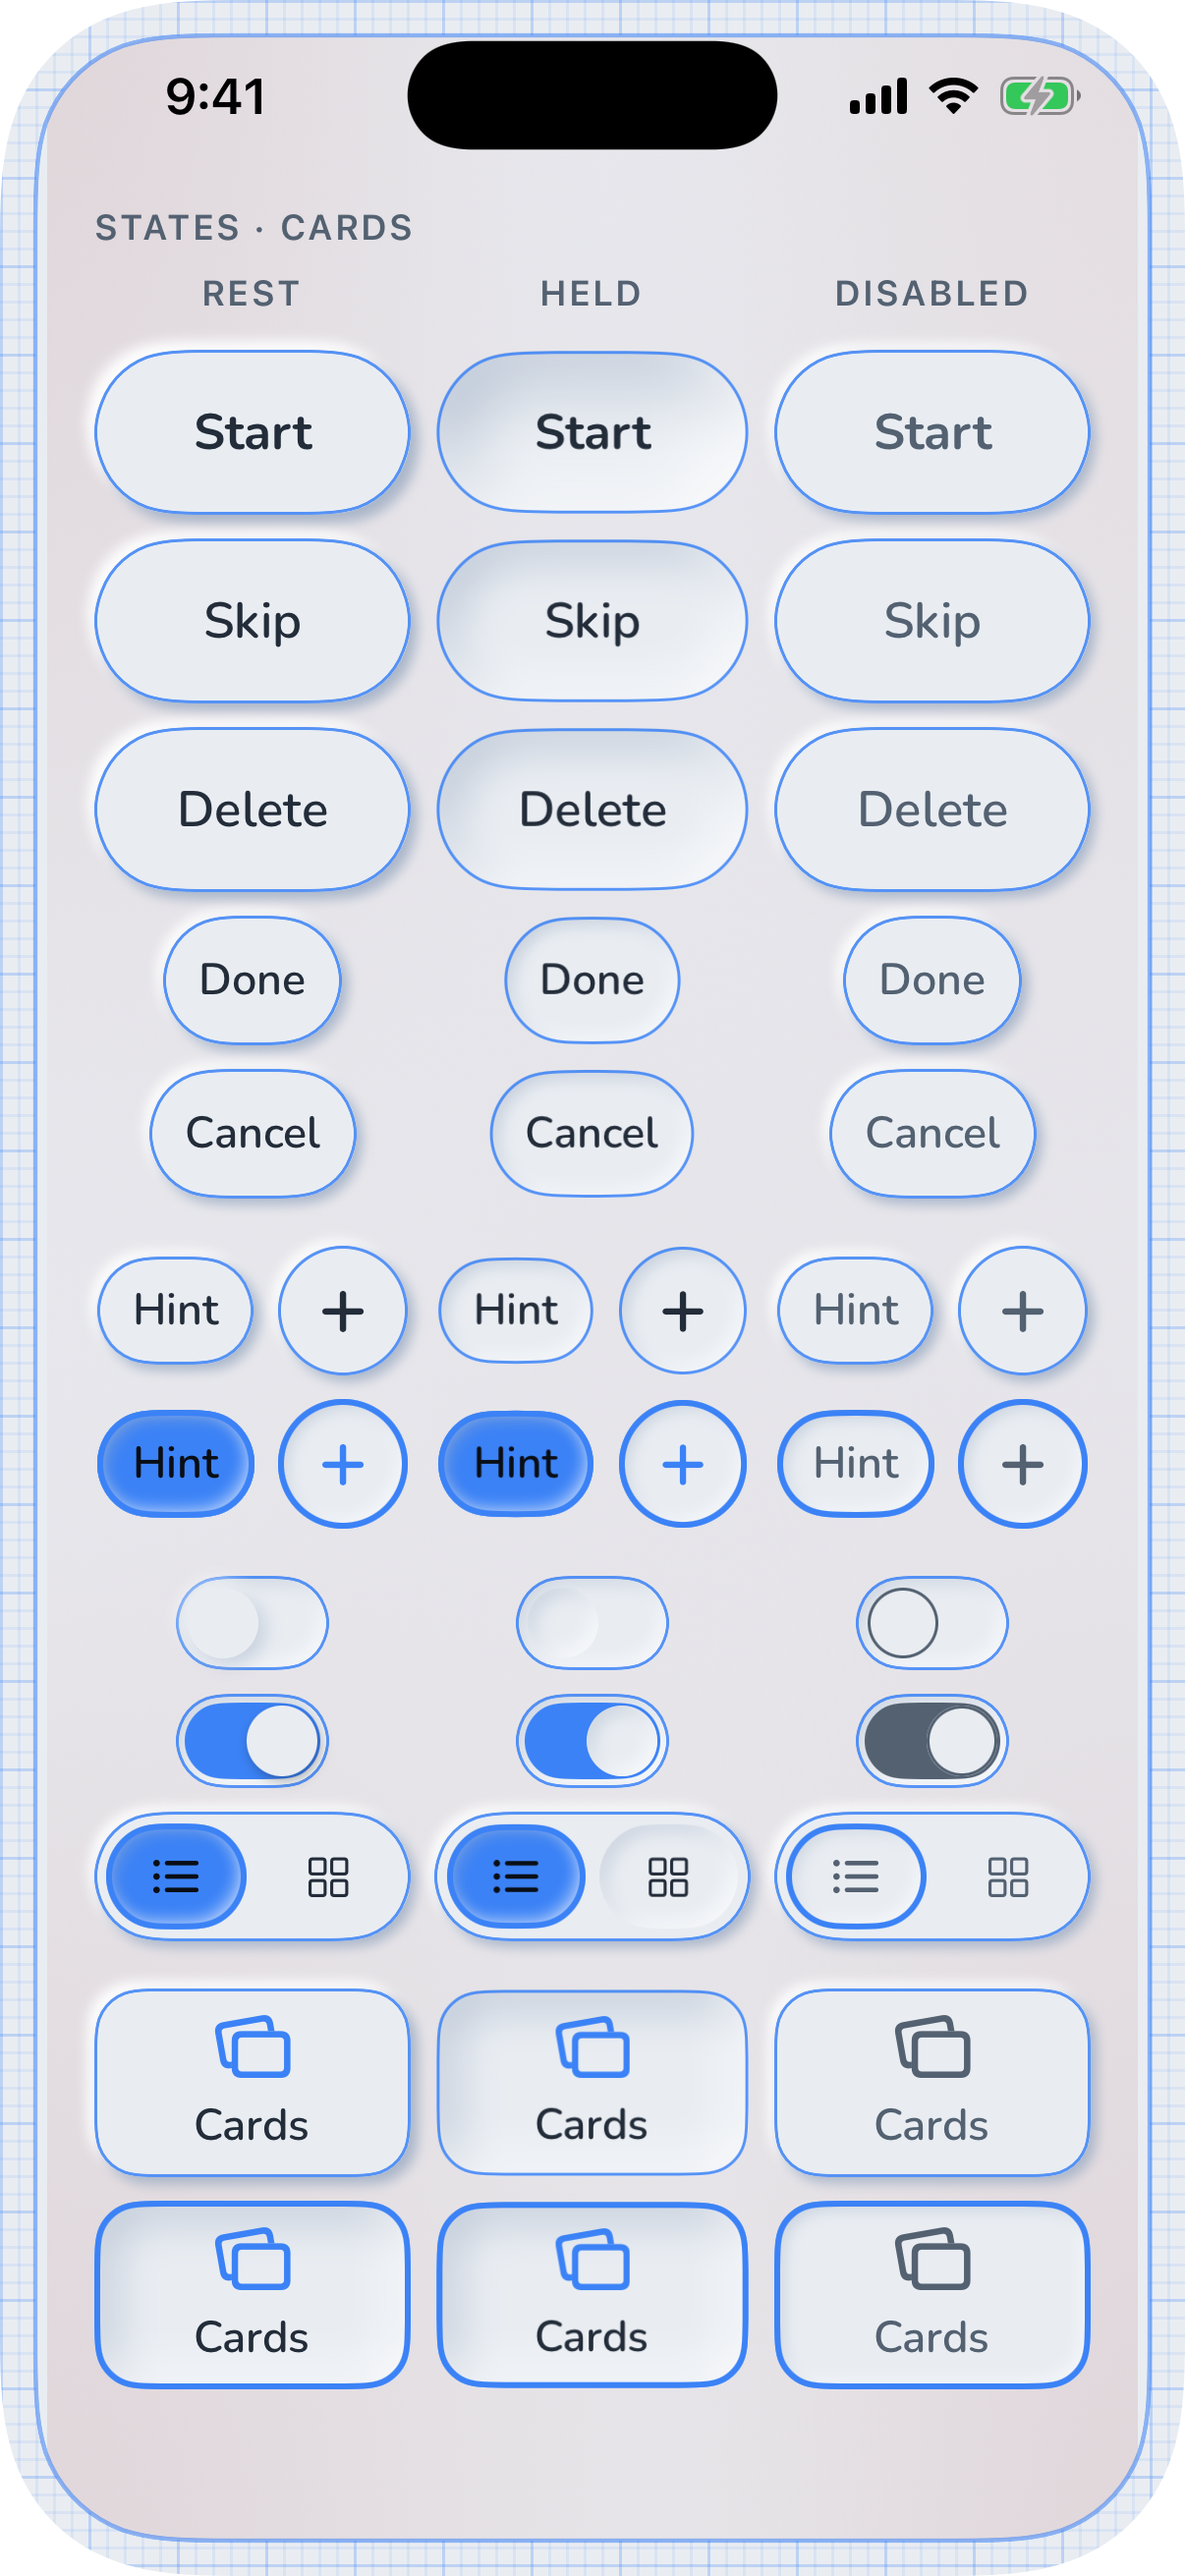 9:41
STATES · CARDS
REST HELD DISABLED
Start Start Start
Skip Skip Skip
Delete Delete Delete
Done Done Done
Cancel Cancel Cancel
Hint Hint Hint
Hint Hint Hint
Cards Cards Cards
Cards Cards Cards